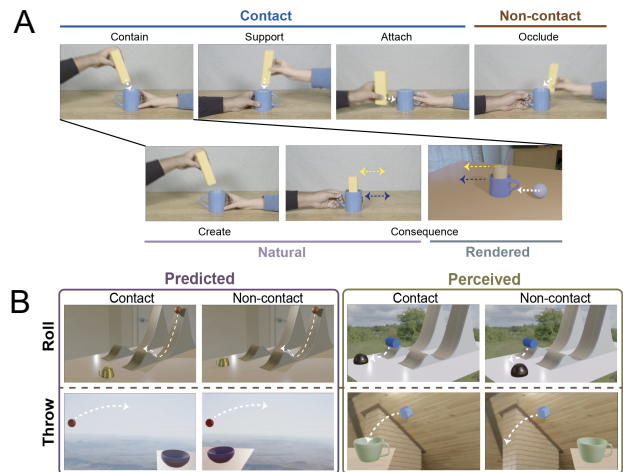 A
Contact
Non-contact
Contain
Support
Attach
Occlude
Create
Consequence
Natural
Rendered
Predicted
Perceived
B
Contact
Non-contact
Contact
Non-contact
Roll
Throw